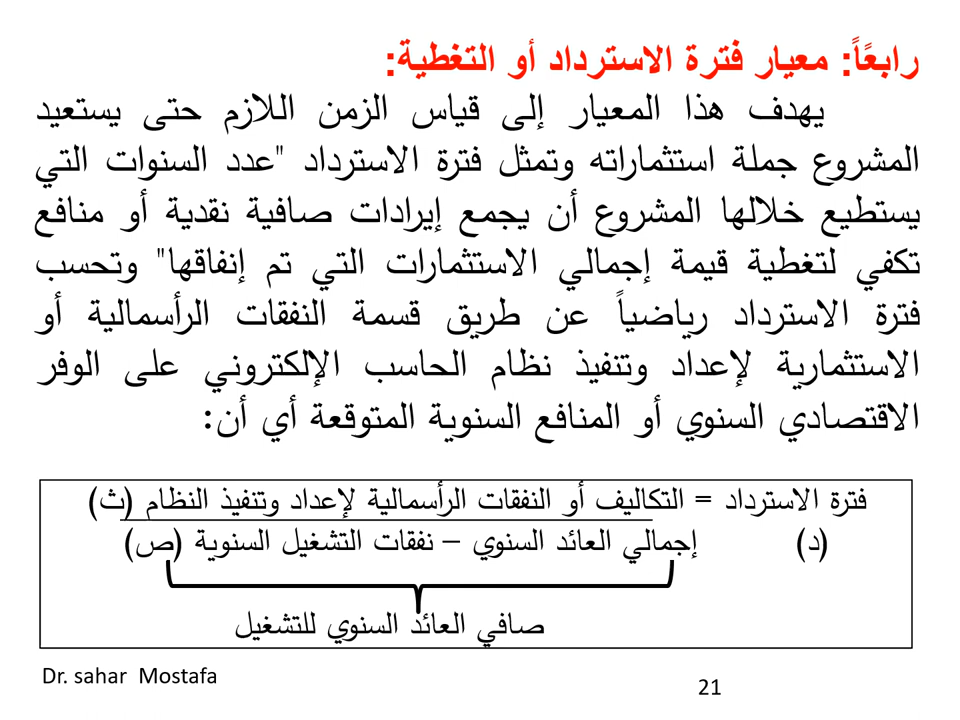 رابعًاً: معيار فترة الاسترداد أو التغطية:
يهدف هذا المعيار إلى قياس الزمن اللازم حتى يستعيد
المشروع جملة استثماراته وتمثل فترة الاسترداد "عدد السنوات التي
يستطيع خلالها المشروع أن يجمع إيرادات صافية نقدية أو منافع
تكفي لتغطية قيمة إجمالي الاستثمارات التي تم إنفاقها" وتحسب
فترة الاسترداد رياضياً عن طريق قسمة النفقات الرأسمالية أو
الاستثمارية لإعداد وتنفيذ نظام الحاسب الإلكتروني على الوفر
الاقتصادي السنوي أو المنافع السنوية المتوقعة أي أن:
فترة الاسترداد = التكاليف أو النفقات الرأسمالية لإعداد وتنفيذ النظام (ث)
(د) إجمالي العائد السنوي – نفقات التشغيل السنوية (ص)
صافي العائد السنوي للتشغيل
Dr. sahar Mostafa
21